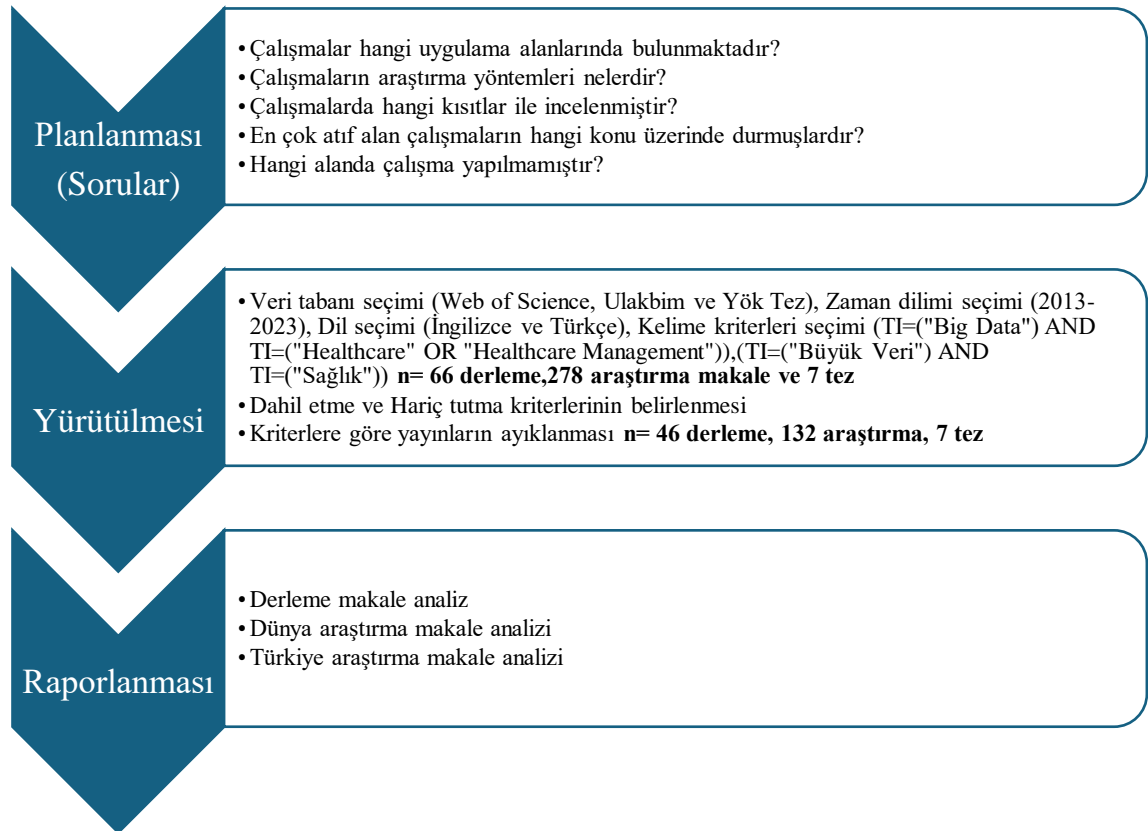 Planlanması
(Sorular)
•Çalışmalar hangi uygulama alanlarında bulunmaktadır?
•Çalışmaların araştırma yöntemleri nelerdir?
•Çalışmalarda hangi kısıtlar ile incelenmiştir?
•En çok atıf alan çalışmaların hangi konu üzerinde durmuşlardır?
•Hangi alanda çalışma yapılmamıştır?
Yürütülmesi
•Veri tabanı seçimi (Web of Science, Ulakbim ve Yök Tez), Zaman dilimi seçimi (2013-
2023), Dil seçimi (İngilizce ve Türkçe), Kelime kriterleri seçimi (TI=("Big Data") AND
TI=("Healthcare" OR "Healthcare Management")),(TI=("Büyük Veri") AND
TI=("Sağlık")) n= 66 derleme,278 araştırma makale ve 7 tez
•Dahil etme ve Hariç tutma kriterlerinin belirlenmesi
•Kriterlere göre yayınların ayıklanması n= 46 derleme, 132 araştırma, 7 tez
Raporlanması
•Derleme makale analiz
•Dünya araştırma makale analizi
•Türkiye araştırma makale analizi